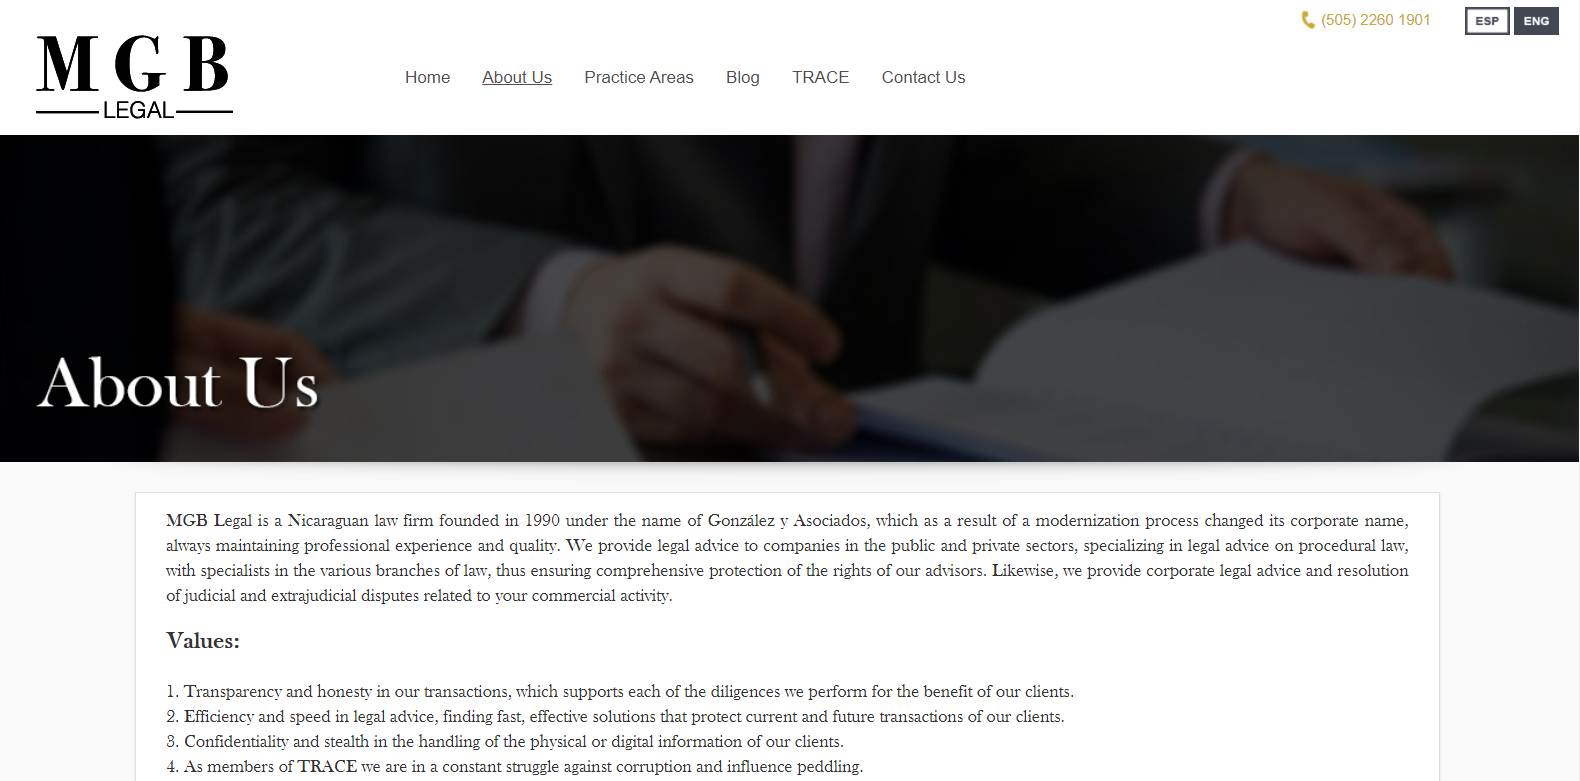 (505) 2260 1901
ESP
ENG
M G B
LEGAL
Home
About Us
Practice Areas
Blog
TRACE
Contact Us
About Us
MGB Legal is a Nicaraguan law firm founded in 1990 under the name of González y Asociados, which as a result of a modernization process changed its corporate name,
always maintaining professional experience and quality. We provide legal advice to companies in the public and private sectors, specializing in legal advice on procedural law,
with specialists in the various branches of law, thus ensuring comprehensive protection of the rights of our advisors. Likewise, we provide corporate legal advice and resolution
of judicial and extrajudicial disputes related to your commercial activity.
Values:
1. Transparency and honesty in our transactions, which supports each of the diligences we perform for the benefit of our clients.
2. Efficiency and speed in legal advice, finding fast, effective solutions that protect current and future transactions of our clients.
3. Confidentiality and stealth in the handling of the physical or digital information of our clients.
4. As members of TRACE we are in a constant struggle against corruption and influence peddling.